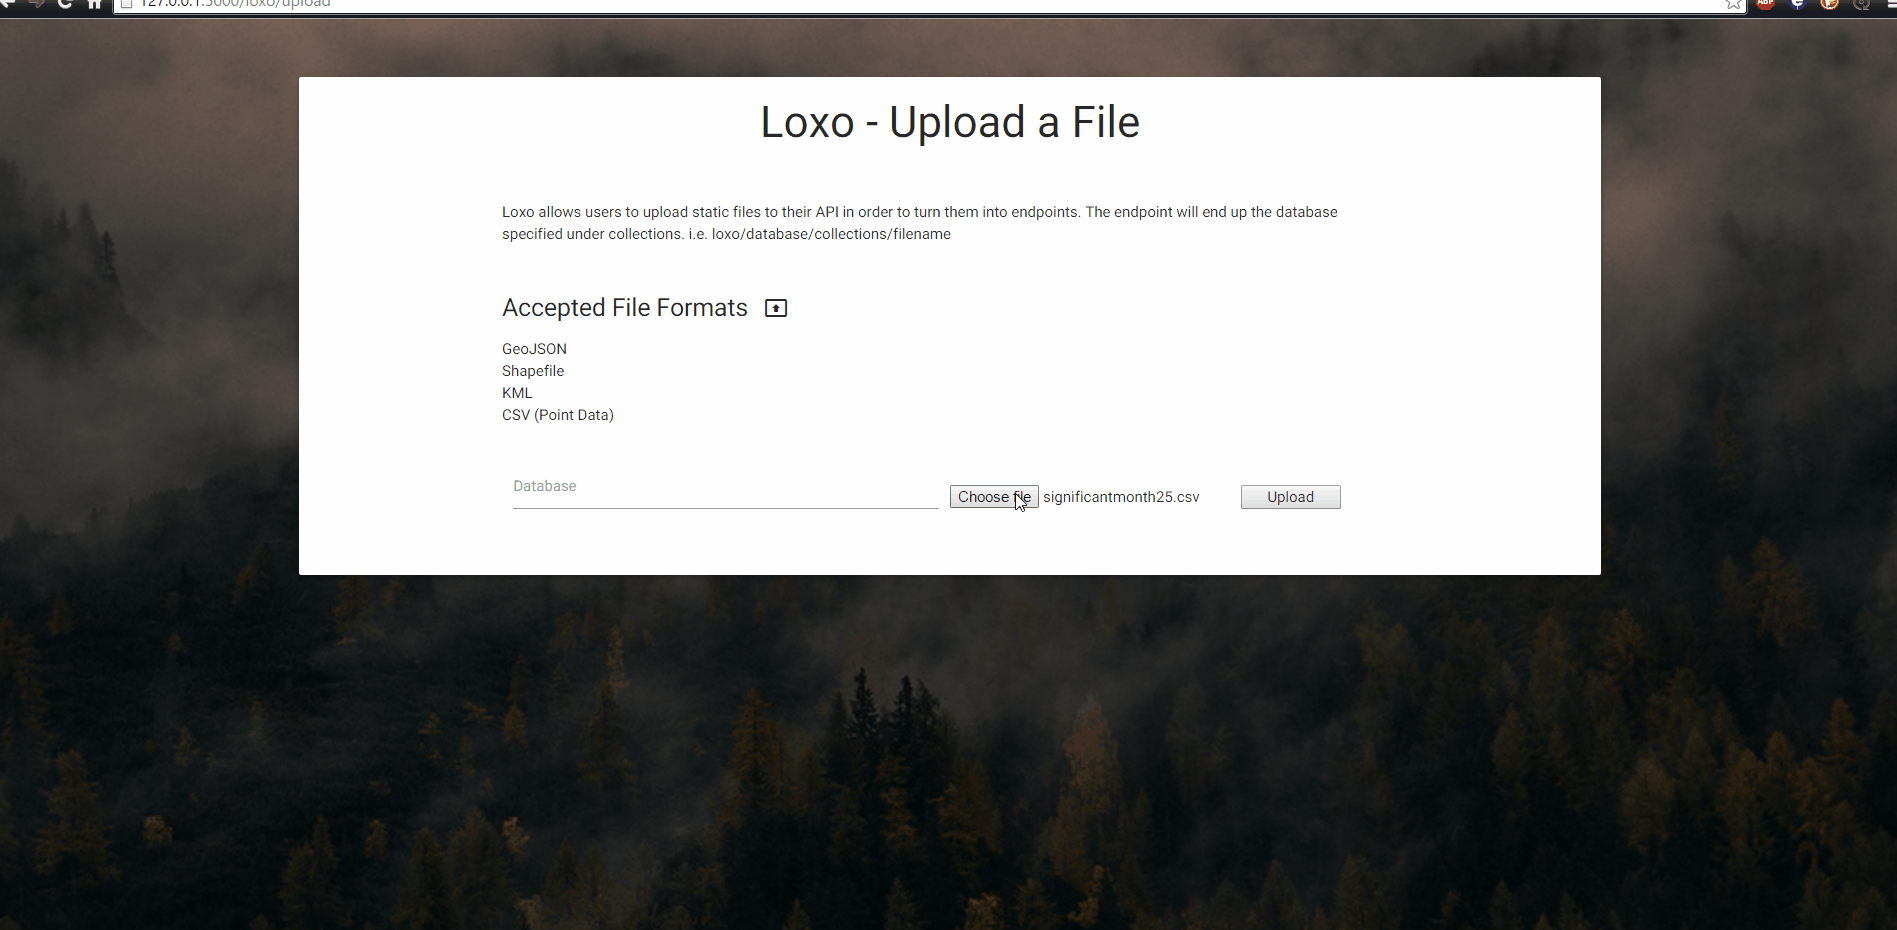 127.0.0.1:5000/loxo/upload
ABP
Loxo - Upload a File
Loxo allows users to upload static files to their API in order to turn them into endpoints. The endpoint will end up the database
specified under collections. i.e. loxo/database/collections/filename
Accepted File Formats
GeoJSON
Shapefile
KML
CSV (Point Data)
Database
Choose file significantmonth25.csv Upload